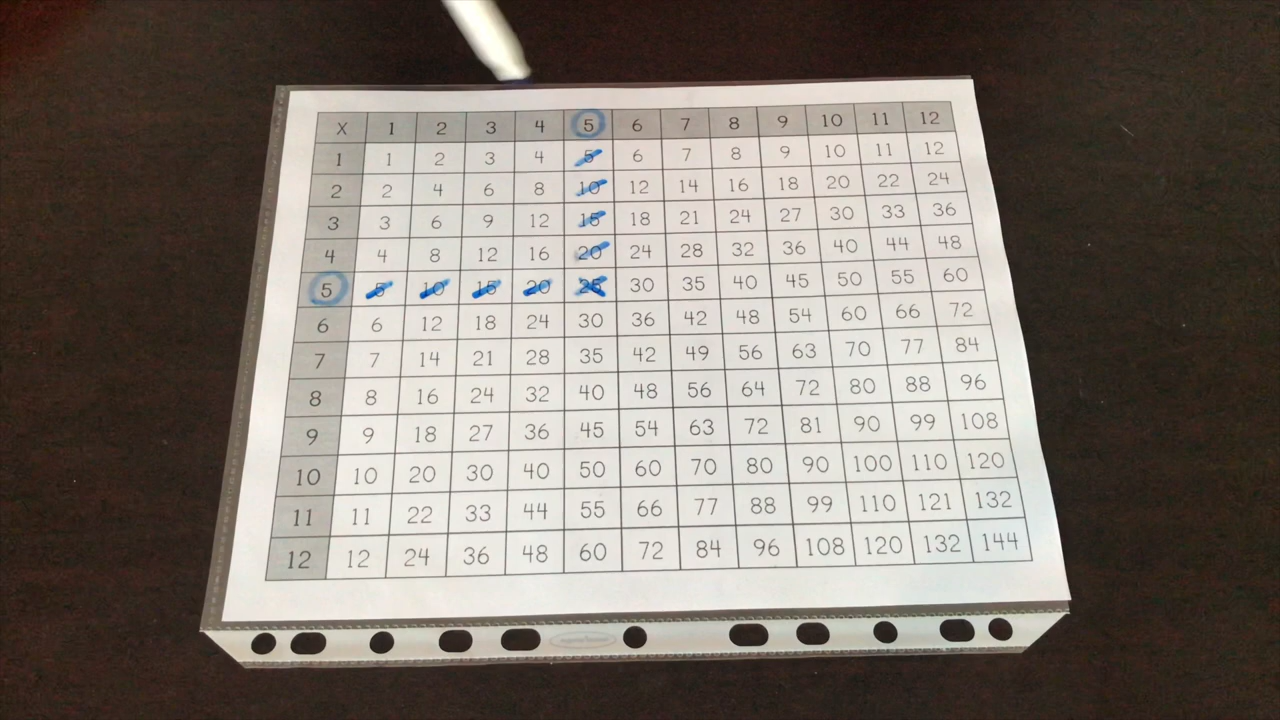 X 1 2 3 4 5 6 7 8 9 10 11 12
1 1 2 3 4 5 6 7 8 9 10 11 12
2 2 4 6 8 10 12 14 16 18 20 22 24
3 3 6 9 12 15 18 21 24 27 30 33 36
4 4 8 12 16 20 24 28 32 36 40 44 48
5 5 10 15 20 25 30 35 40 45 50 55 60
6 6 12 18 24 30 36 42 48 54 60 66 72
7 7 14 21 28 35 42 49 56 63 70 77 84
8 8 16 24 32 40 48 56 64 72 80 88 96
9 9 18 27 36 45 54 63 72 81 90 99 108
10 10 20 30 40 50 60 70 80 90 100 110 120
11 11 22 33 44 55 66 77 88 99 110 121 132
12 12 24 36 48 60 72 84 96 108 120 132 144